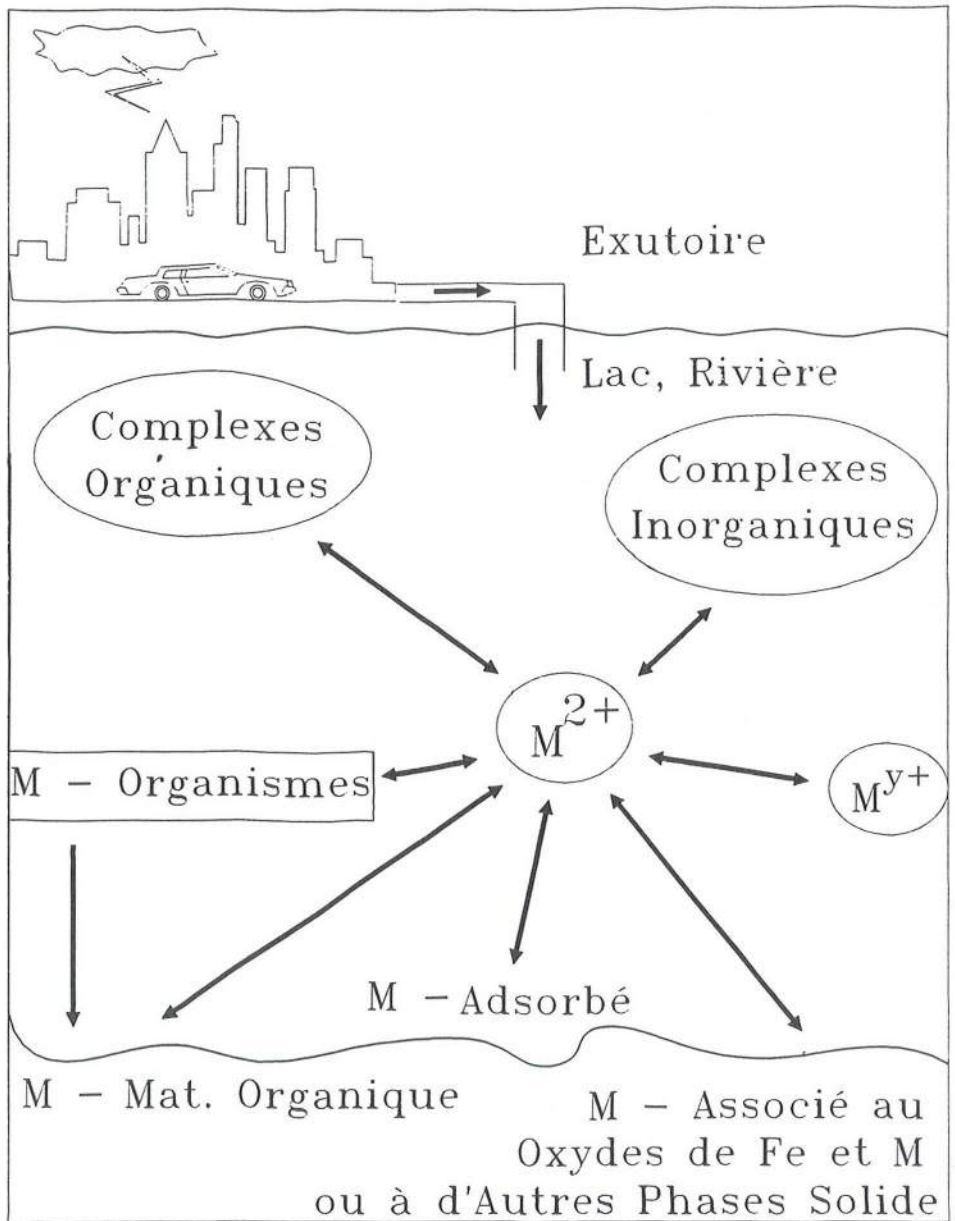 Exutoire
Lac, Rivière
Complexes
Organiques
Complexes
Inorganiques
M²⁺
M – Organismes
Mʸ⁺
M – Adsorbé
M – Mat. Organique
M – Associé au
Oxydes de Fe et M
ou à d'Autres Phases Solide